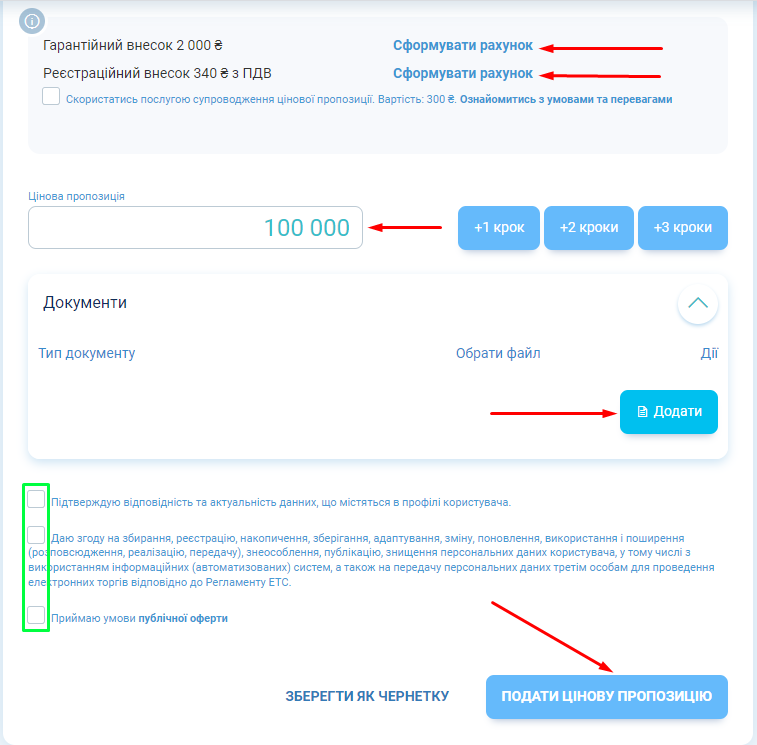 Гарантійний внесок 2 000 ₴ Сформувати рахунок
Реєстраційний внесок 340 ₴ з ПДВ Сформувати рахунок
Скористатись послугою супроводження цінової пропозиції. Вартість: 300 ₴. Ознайомитись з умовами та перевагами
Цінова пропозиція
100 000 +1 крок +2 кроки +3 кроки
Документи
Тип документу Обрати файл Дії
Додати
Підтверджую відповідність та актуальність даних, що містяться в профілі користувача.
Даю згоду на збирання, реєстрацію, накопичення, зберігання, адаптування, зміну, поновлення, використання і поширення
(розповсюдження, реалізацію, передачу), знеособлення, публікацію, знищення персональних даних користувача, у тому числі з
використанням інформаційних (автоматизованих) систем, а також на передачу персональних даних третім особам для проведення
електронних торгів відповідно до Регламенту ЕТС.
Приймаю умови публічної оферти
ЗБЕРЕГТИ ЯК ЧЕРНЕТКУ ПОДАТИ ЦІНОВУ ПРОПОЗИЦІЮ